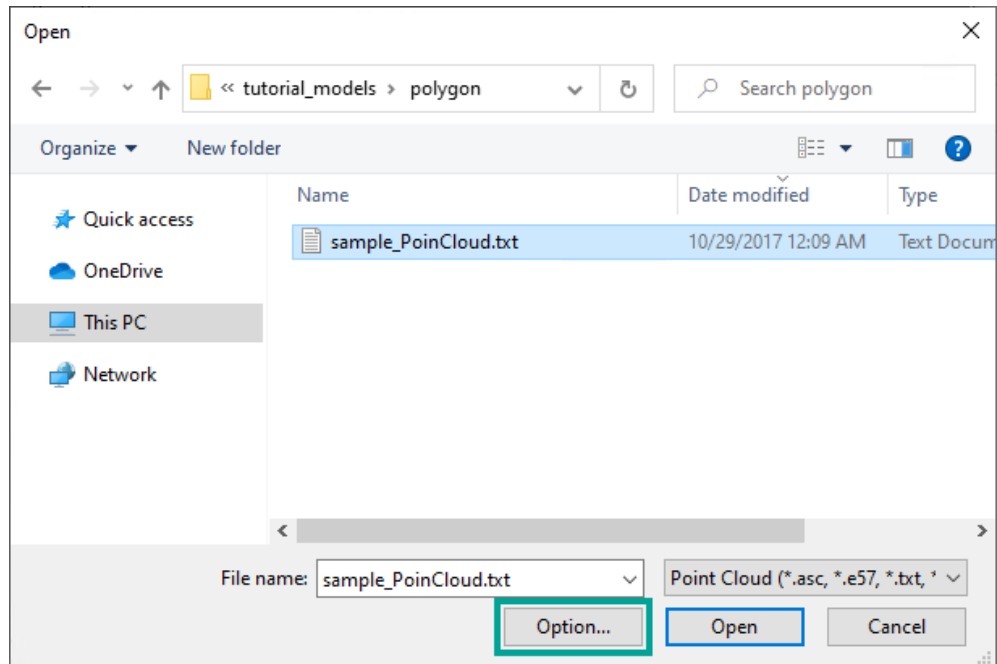 Open
« tutorial_models › polygon
Search polygon
Organize
New folder
?
Name
Date modified
Type
Quick access
sample_PoinCloud.txt
10/29/2017 12:09 AM
Text Docum
OneDrive
This PC
Network
File name:
sample_PoinCloud.txt
Point Cloud (*.asc, *.e57, *.txt, *
Option...
Open
Cancel